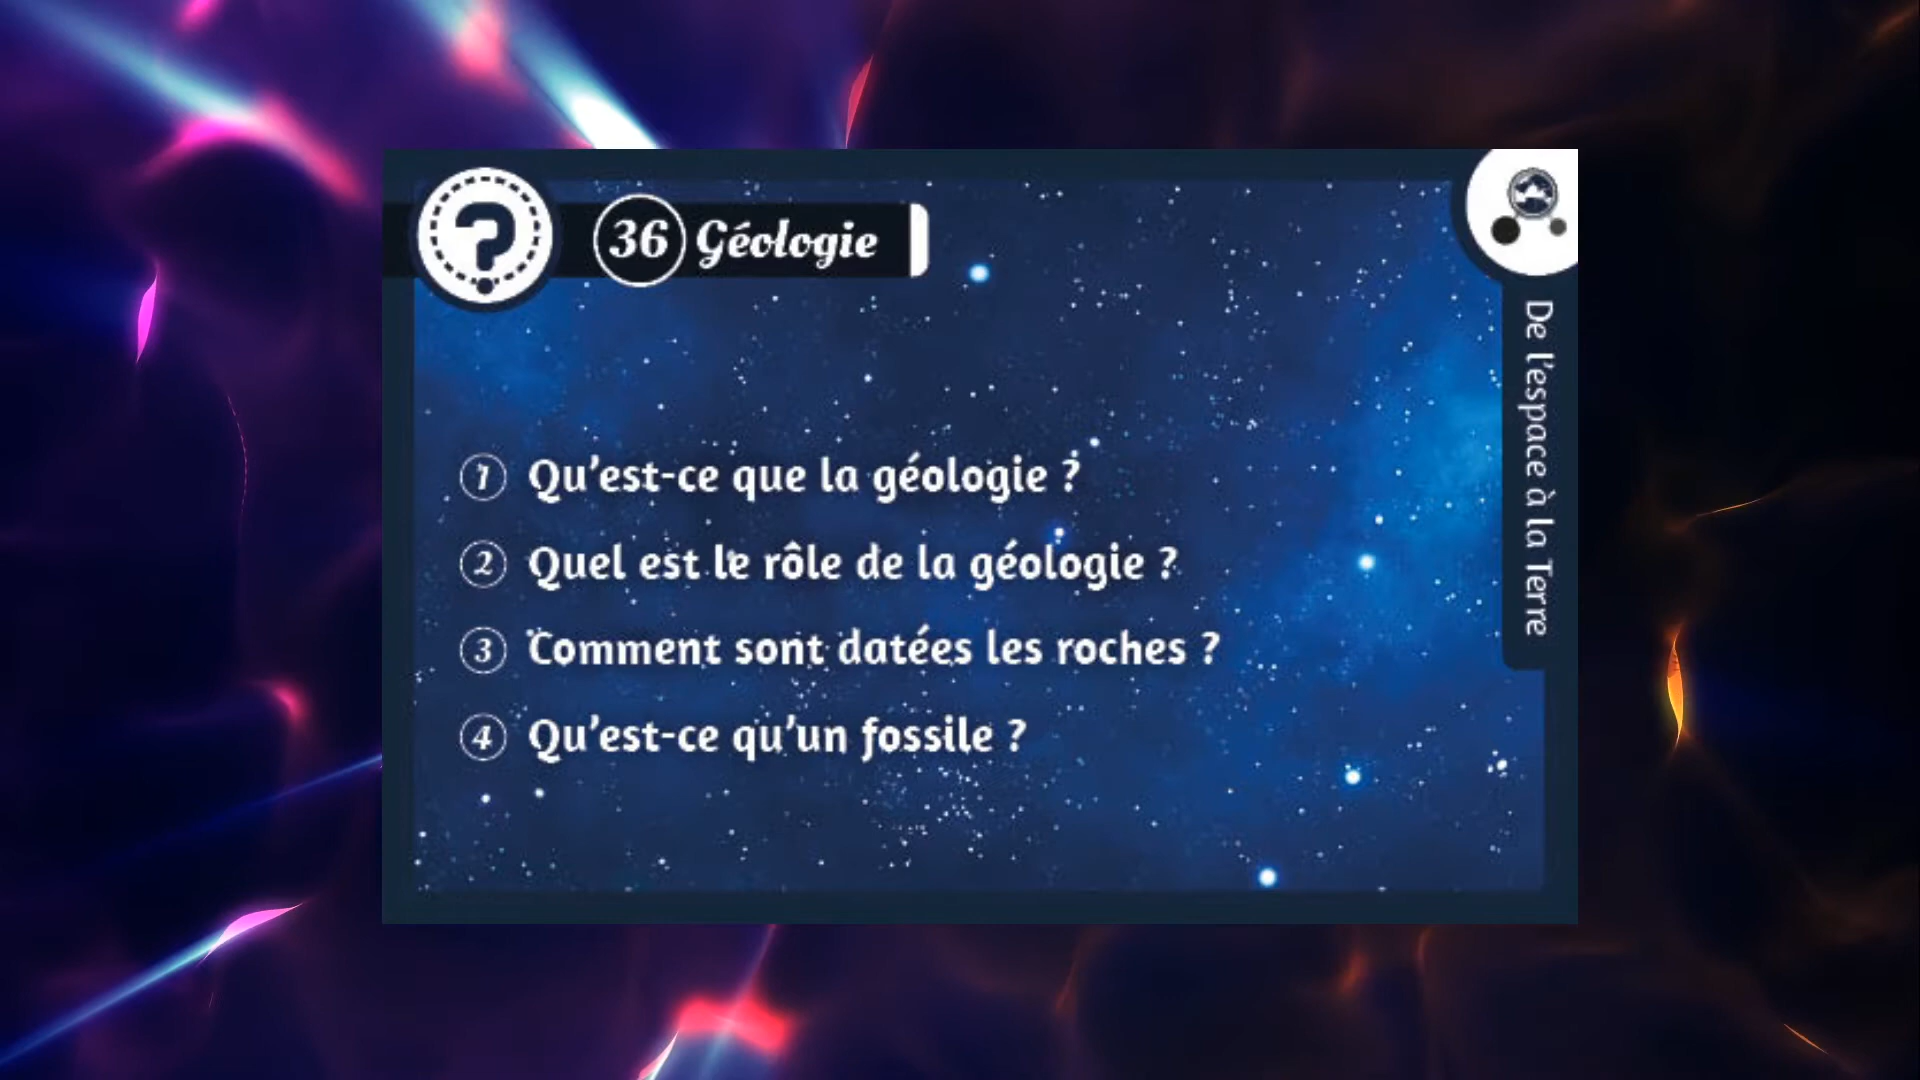 36 Géologie
De l'espace à la Terre
1 Qu'est-ce que la géologie ?
2 Quel est le rôle de la géologie ?
3 Comment sont datées les roches ?
4 Qu'est-ce qu'un fossile ?